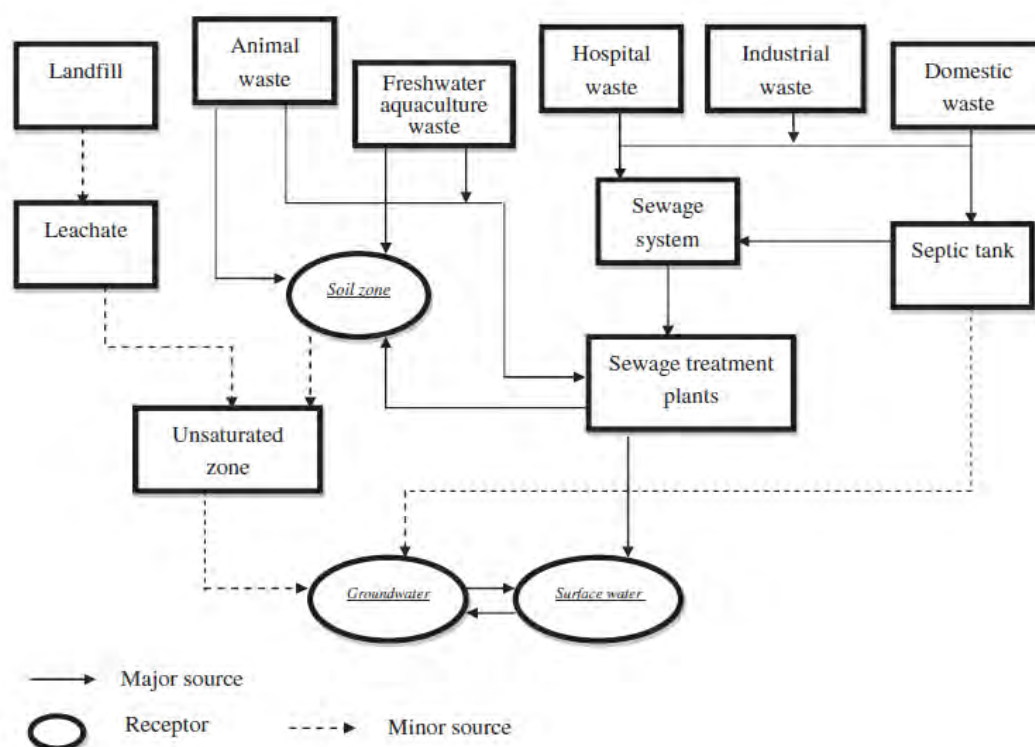 Landfill
Animal
waste
Freshwater
aquaculture
waste
Hospital
waste
Industrial
waste
Domestic
waste
Leachate
Sewage
system
Septic tank
Soil zone
Sewage treatment
plants
Unsaturated
zone
Groundwater
Surface water
Major source
Receptor
Minor source